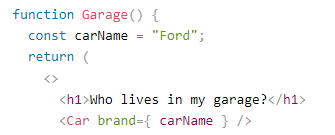 function Garage() {
  const carName = "Ford";
  return (
    <>
      <h1>Who lives in my garage?</h1>
      <Car brand={ carName } />